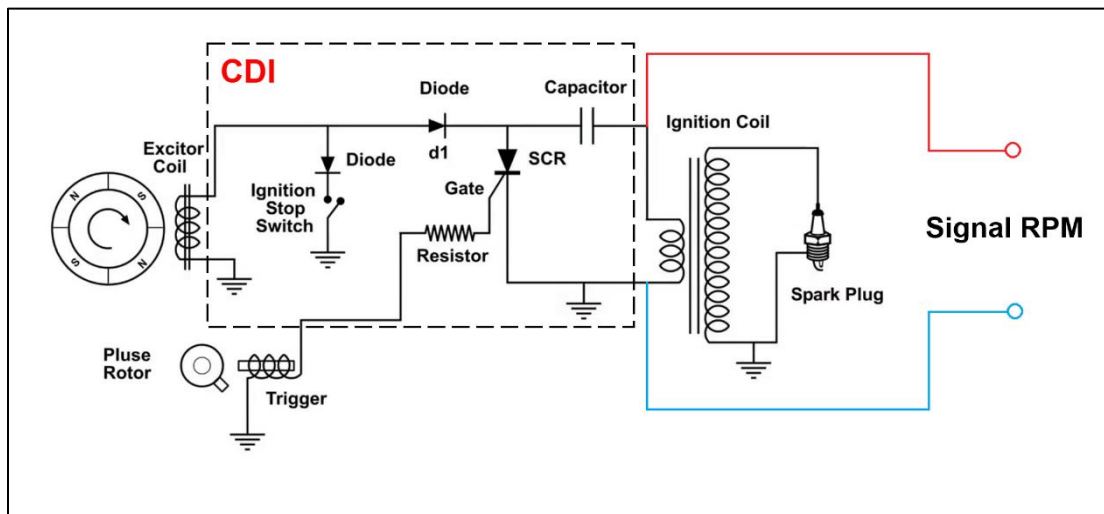 CDI
Diode
Capacitor
Ignition Coil
Excitor
Coil
d1
Diode
SCR
Gate
Ignition
Stop
Switch
Resistor
N
S
S
N
Signal RPM
Spark Plug
Pluse
Rotor
Trigger